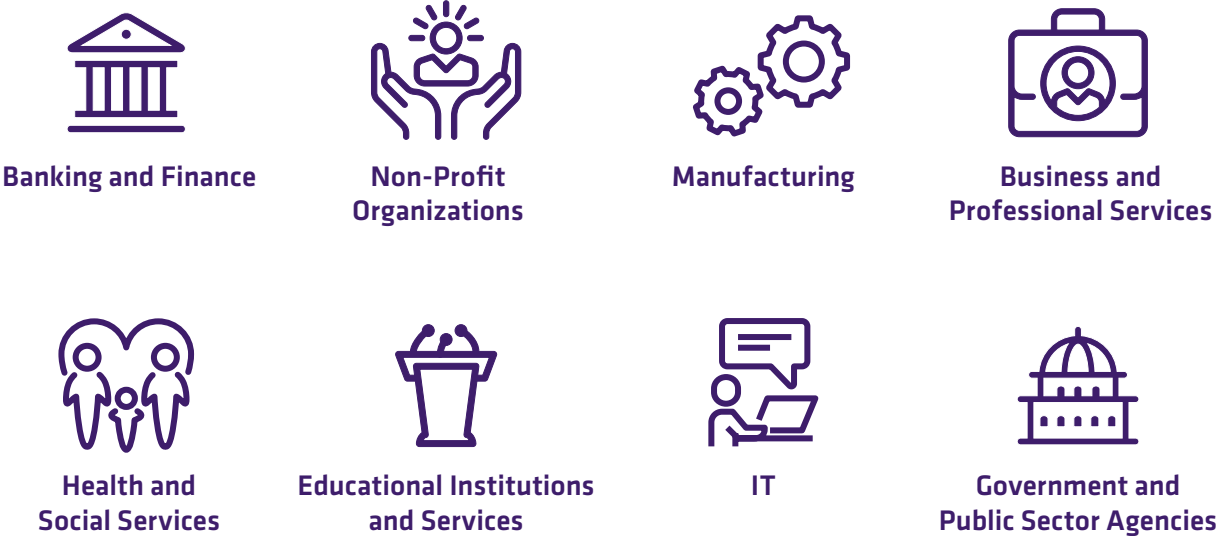 Banking and Finance
Non-Profit
Organizations
Manufacturing
Business and
Professional Services
Health and
Social Services
Educational Institutions
and Services
IT
Government and
Public Sector Agencies